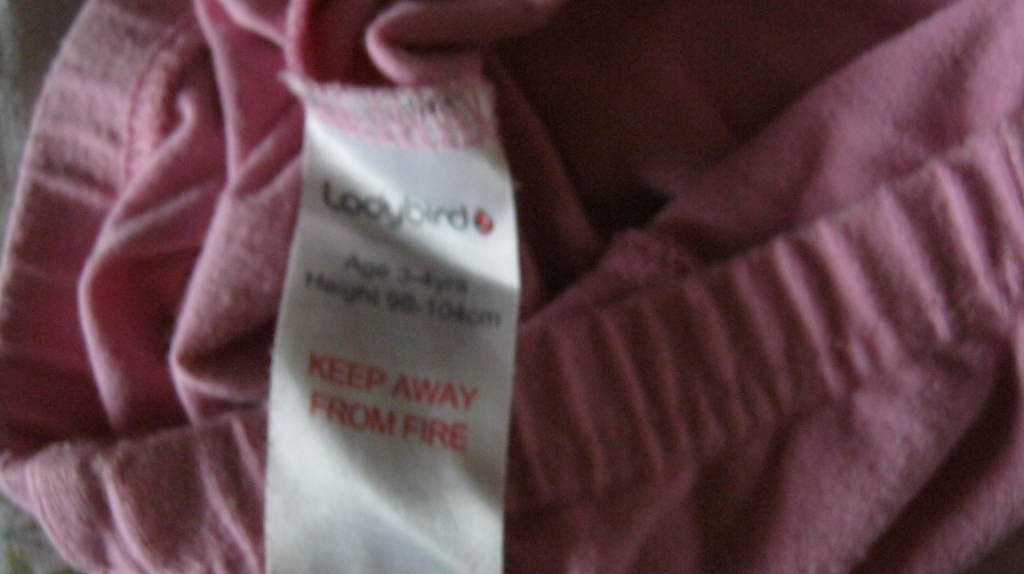 Ladybird
Age 3-4yrs
Height 98-104cm
KEEP AWAY
FROM FIRE